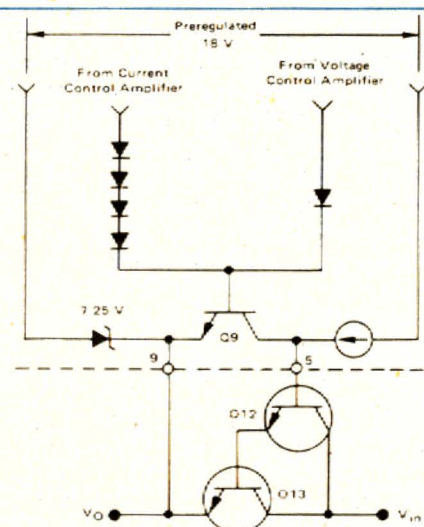 Preregulated
18 V
From Current
Control Amplifier
From Voltage
Control Amplifier
7.25 V
Q9
9
5
Q12
Q13
VO
Vin